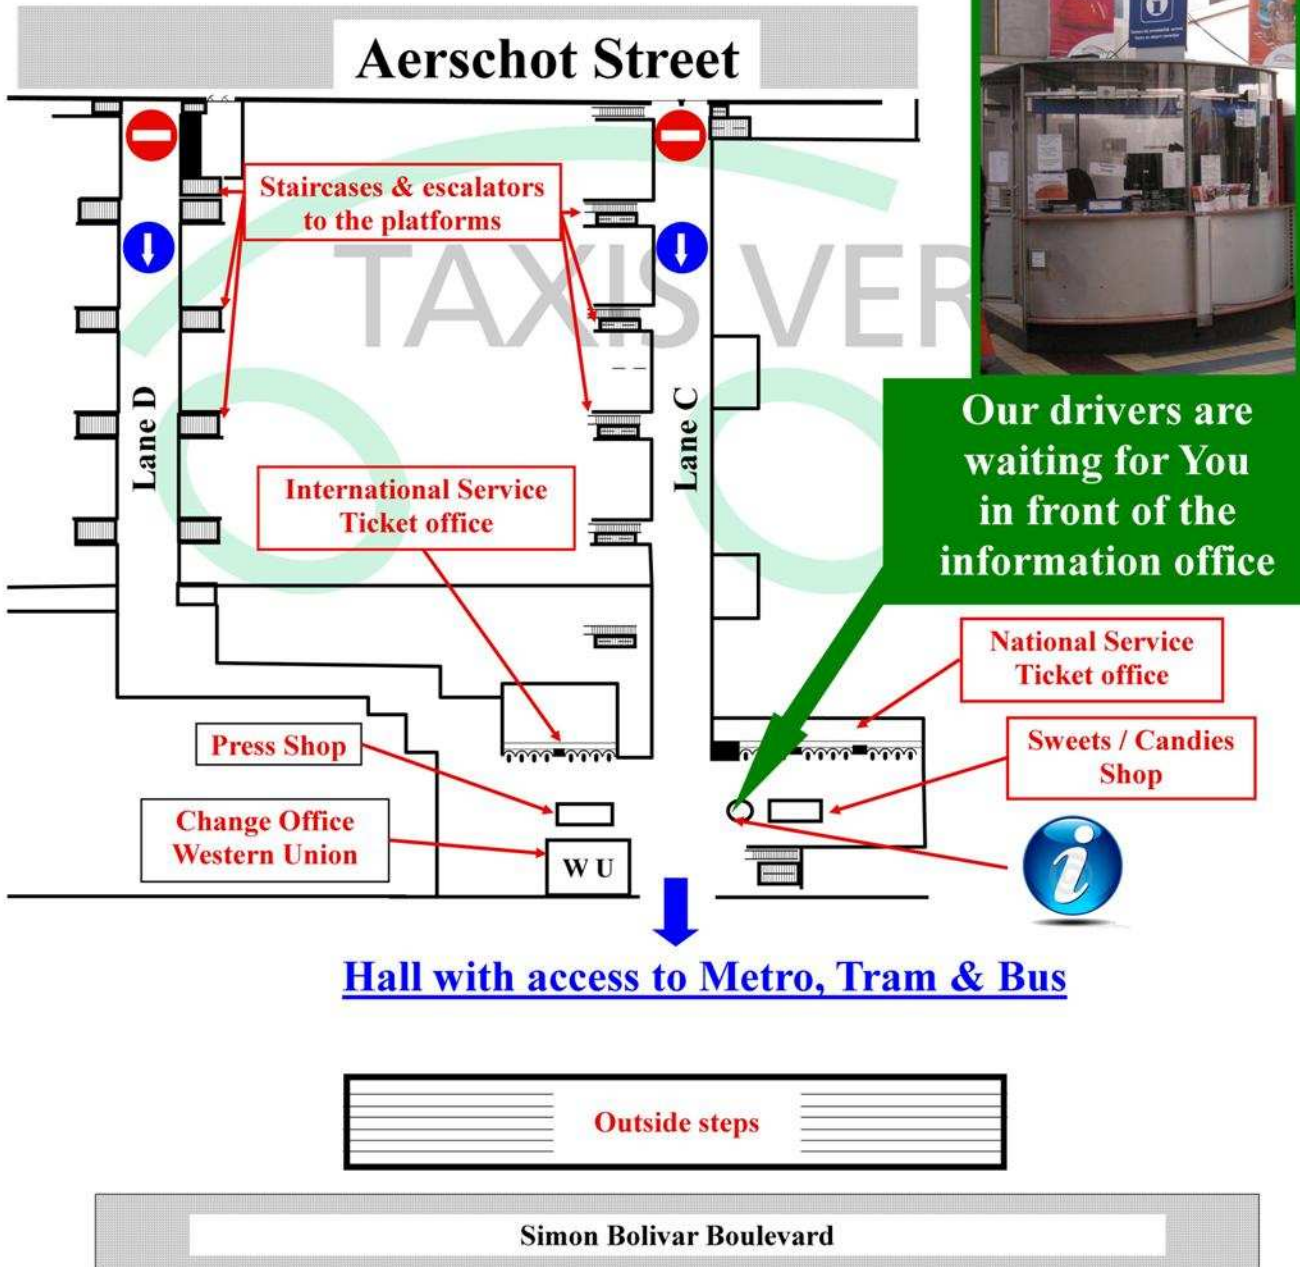 Aerschot Street
Staircases & escalators
to the platforms
TAXIS VER
Lane D
Lane C
Our drivers are
waiting for You
in front of the
information office
International Service
Ticket office
National Service
Ticket office
Press Shop
Sweets / Candies
Shop
Change Office
Western Union
W U
i
Hall with access to Metro, Tram & Bus
Outside steps
Simon Bolivar Boulevard